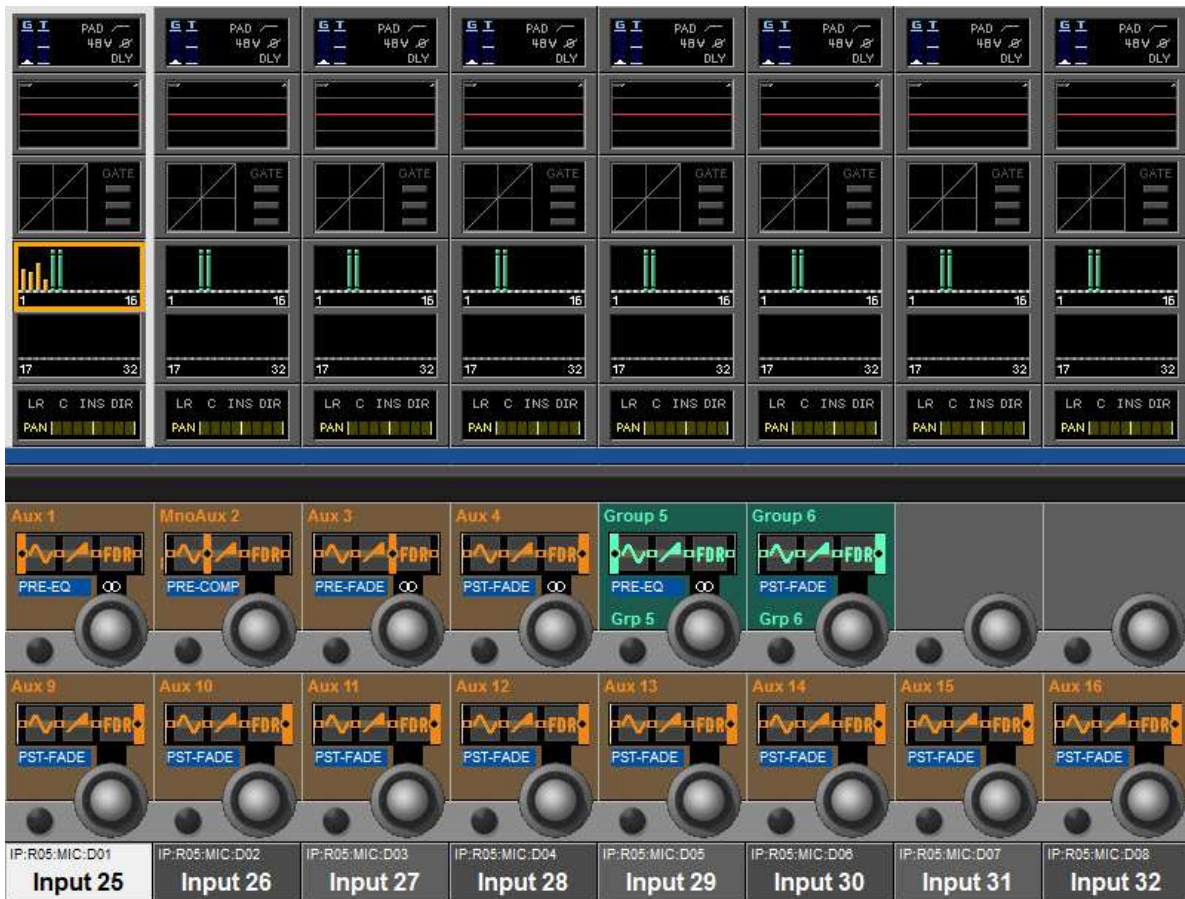 G T PAD G T PAD G T PAD G T PAD G T PAD G T PAD G T PAD G T PAD
48V 48V 48V 48V 48V 48V 48V 48V
DLY DLY DLY DLY DLY DLY DLY DLY
GATE GATE GATE GATE GATE GATE GATE GATE
1 16 1 16 1 16 1 16 1 16 1 16 1 16 1 16
17 32 17 32 17 32 17 32 17 32 17 32 17 32 17 32
LR C INS DIR LR C INS DIR LR C INS DIR LR C INS DIR LR C INS DIR LR C INS DIR LR C INS DIR LR C INS DIR
PAN PAN PAN PAN PAN PAN PAN PAN
Aux 1 MnoAux 2 Aux 3 Aux 4 Group 5 Group 6
FDR FDR FDR FDR FDR FDR
PRE-EQ PRE-COMP PRE-FADE PST-FADE PRE-EQ PST-FADE
Grp 5 Grp 6
Aux 9 Aux 10 Aux 11 Aux 12 Aux 13 Aux 14 Aux 15 Aux 16
FDR FDR FDR FDR FDR FDR FDR FDR
PST-FADE PST-FADE PST-FADE PST-FADE PST-FADE PST-FADE PST-FADE PST-FADE
IP:R05:MIC:D01 IP:R05:MIC:D02 IP:R05:MIC:D03 IP:R05:MIC:D04 IP:R05:MIC:D05 IP:R05:MIC:D06 IP:R05:MIC:D07 IP:R05:MIC:D08
Input 25 Input 26 Input 27 Input 28 Input 29 Input 30 Input 31 Input 32